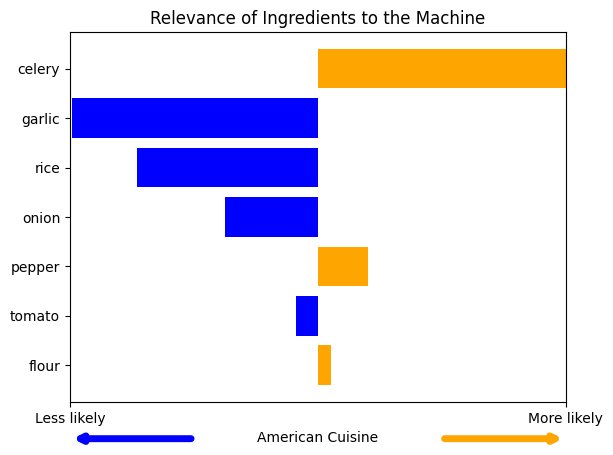 Relevance of Ingredients to the Machine
celery
garlic
rice
onion
pepper
tomato
flour
Less likely More likely
American Cuisine